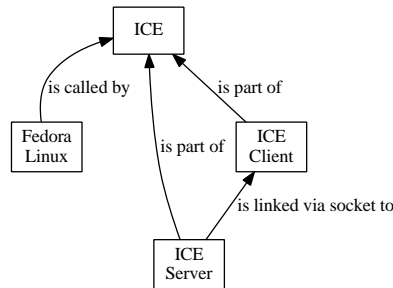 ICE
is called by
is part of
Fedora
Linux
is part of
ICE
Client
is linked via socket to
ICE
Server